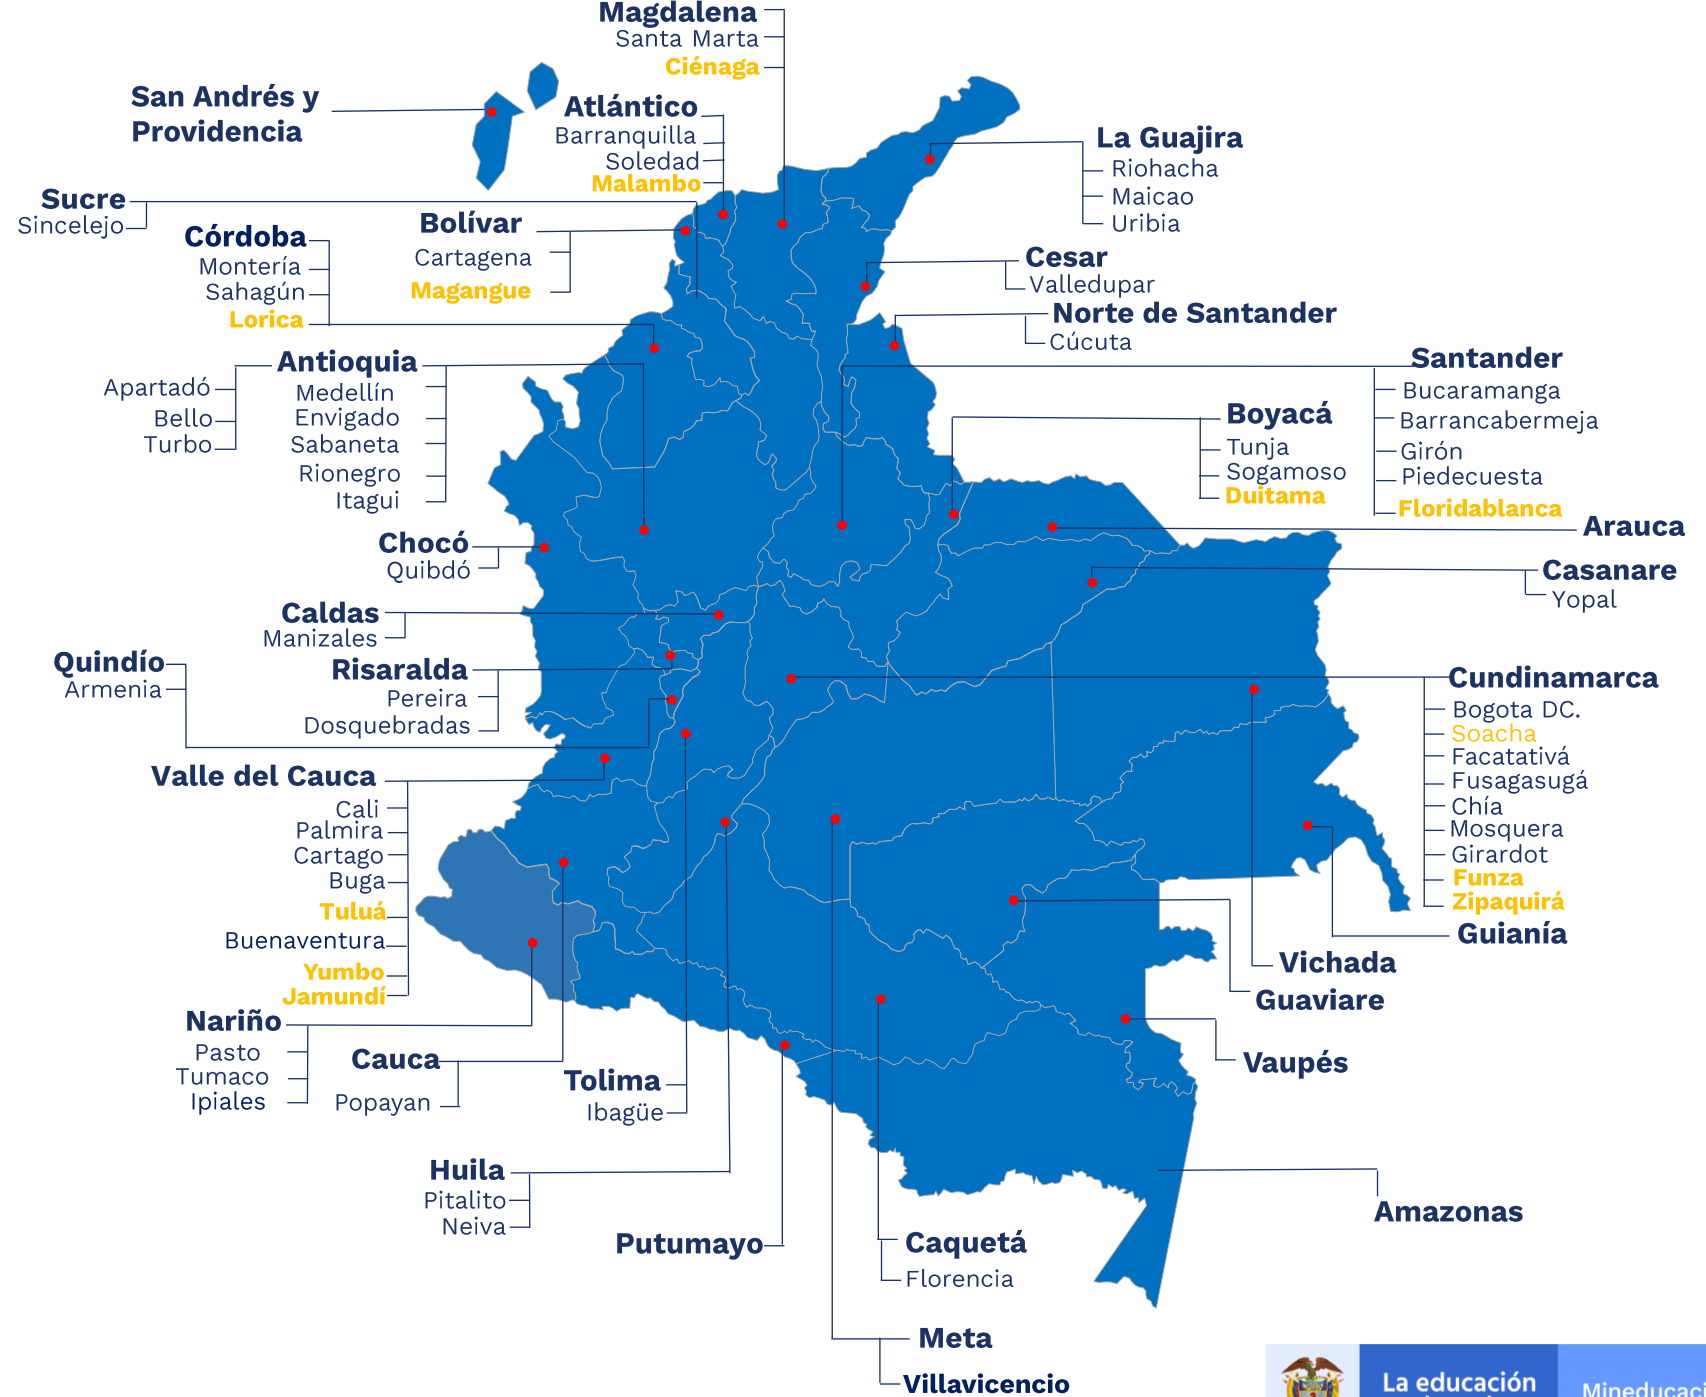 Magdalena
Santa Marta
Ciénaga
San Andrés y
Providencia
Atlántico
Barranquilla
Soledad
Malambo
La Guajira
Riohacha
Maicao
Uribia
Sucre
Sincelejo
Bolívar
Cartagena
Magangue
Córdoba
Montería
Sahagún
Lorica
Cesar
Valledupar
Norte de Santander
Cúcuta
Antioquia
Medellín
Envigado
Sabaneta
Rionegro
Itagui
Apartadó
Bello
Turbo
Santander
Bucaramanga
Barrancabermeja
Girón
Piedecuesta
Floridablanca
Boyacá
Tunja
Sogamoso
Duitama
Arauca
Chocó
Quibdó
Casanare
Yopal
Caldas
Manizales
Quindío
Armenia
Risaralda
Pereira
Dosquebradas
Cundinamarca
Bogota DC.
Soacha
Facatativá
Fusagasugá
Chía
Mosquera
Girardot
Funza
Zipaquirá
Valle del Cauca
Cali
Palmira
Cartago
Buga
Tuluá
Buenaventura
Yumbo
Jamundí
Guianía
Vichada
Guaviare
Nariño
Pasto
Tumaco
Ipiales
Cauca
Popayan
Vaupés
Tolima
Ibagüe
Huila
Pitalito
Neiva
Amazonas
Putumayo
Caquetá
Florencia
Meta
Villavicencio
La educación